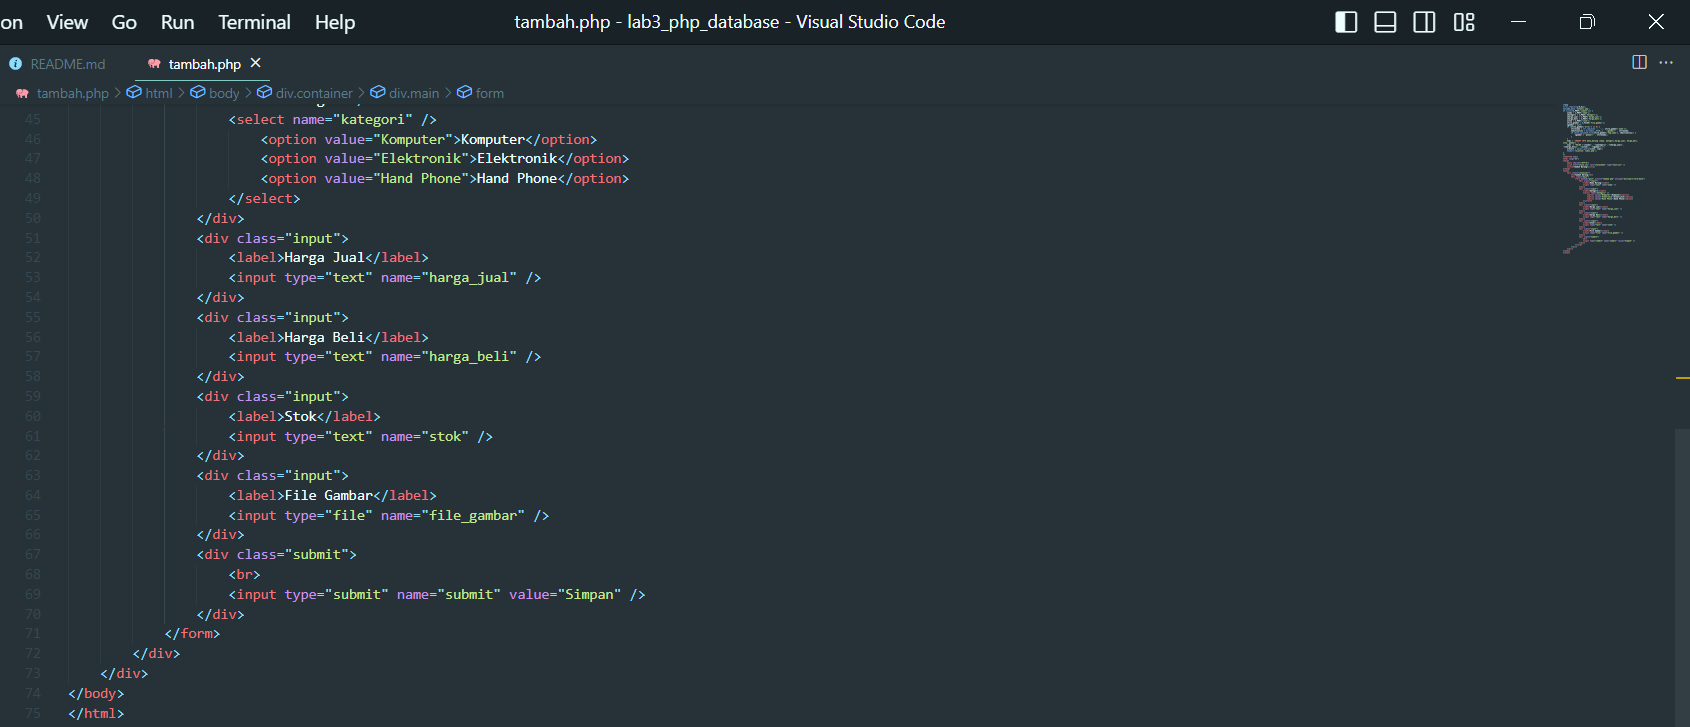 on View Go Run Terminal Help tambah.php - lab3_php_database - Visual Studio Code
README.md tambah.php
tambah.php > html > body > div.container > div.main > form
45 <select name="kategori" />
46 <option value="Komputer">Komputer</option>
47 <option value="Elektronik">Elektronik</option>
48 <option value="Hand Phone">Hand Phone</option>
49 </select>
50 </div>
51 <div class="input">
52 <label>Harga Jual</label>
53 <input type="text" name="harga_jual" />
54 </div>
55 <div class="input">
56 <label>Harga Beli</label>
57 <input type="text" name="harga_beli" />
58 </div>
59 <div class="input">
60 <label>Stok</label>
61 <input type="text" name="stok" />
62 </div>
63 <div class="input">
64 <label>File Gambar</label>
65 <input type="file" name="file_gambar" />
66 </div>
67 <div class="submit">
68 <br>
69 <input type="submit" name="submit" value="Simpan" />
70 </div>
71 </form>
72 </div>
73 </div>
74 </body>
75 </html>